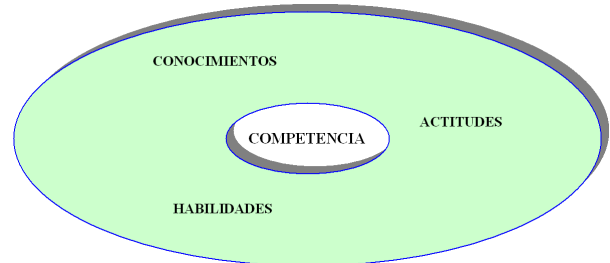 CONOCIMIENTOS
ACTITUDES
COMPETENCIA
HABILIDADES